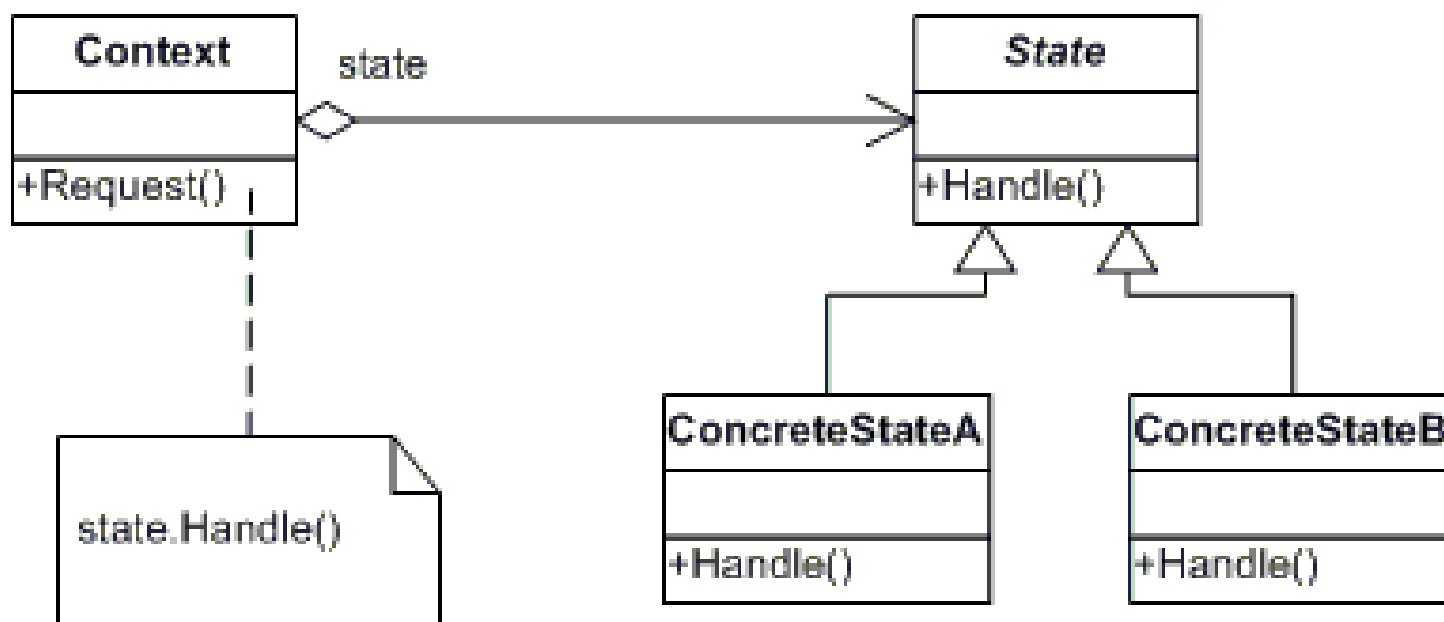 Context
state
State
+Request()
+Handle()
ConcreteStateA
ConcreteStateB
state.Handle()
+Handle()
+Handle()